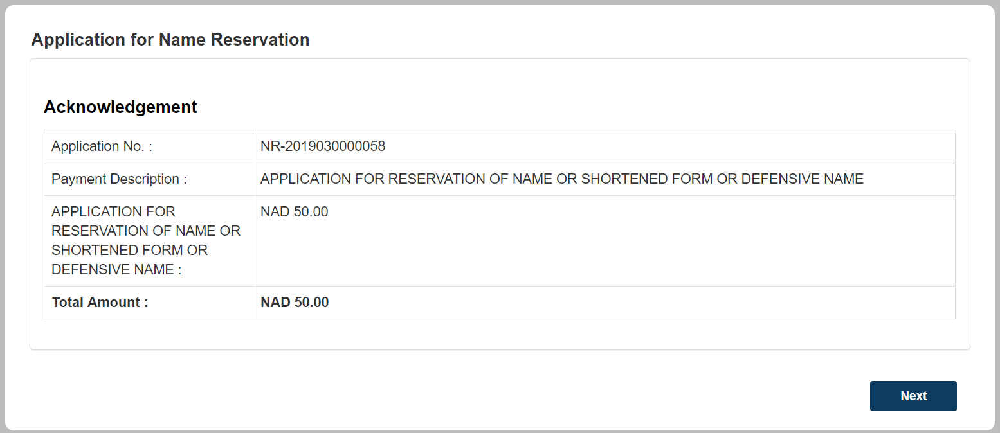 Application for Name Reservation
Acknowledgement
Application No. :
NR-2019030000058
Payment Description :
APPLICATION FOR RESERVATION OF NAME OR SHORTENED FORM OR DEFENSIVE NAME
APPLICATION FOR
RESERVATION OF NAME OR
SHORTENED FORM OR
DEFENSIVE NAME :
NAD 50.00
Total Amount :
NAD 50.00
Next